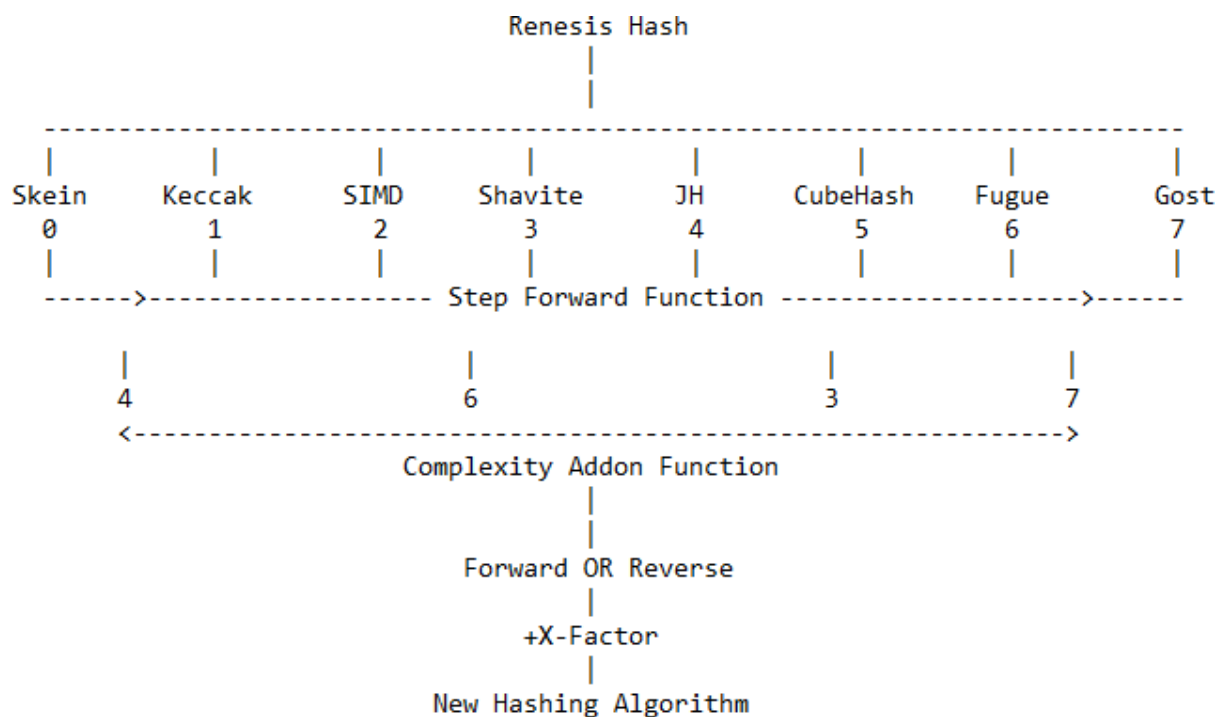 Renesis Hash
Skein Keccak SIMD Shavite JH CubeHash Fugue Gost
0 1 2 3 4 5 6 7
------>------------------- Step Forward Function -------------------->------
4 6 3 7
<--------------------------------------------------------------->
Complexity Addon Function
Forward OR Reverse
+X-Factor
New Hashing Algorithm